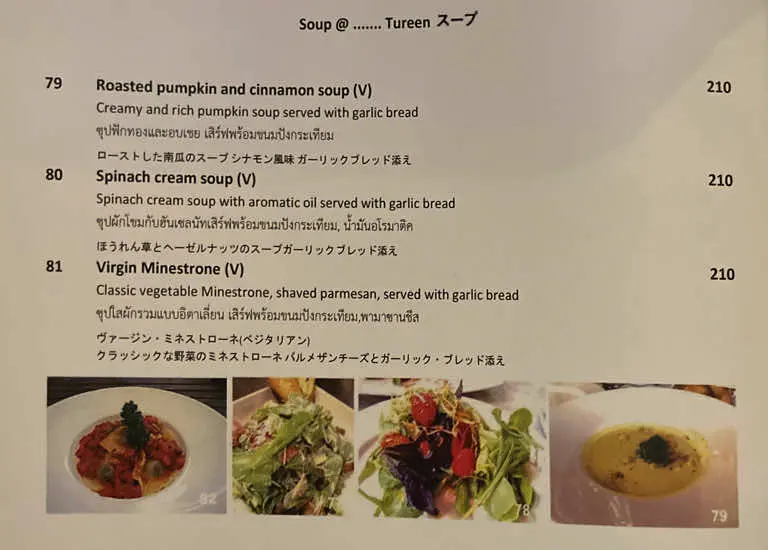 Soup @ ....... Tureen スープ
79 Roasted pumpkin and cinnamon soup (V) 210
Creamy and rich pumpkin soup served with garlic bread
ซุปฟักทองและอบเชย เสิร์ฟพร้อมขนมปังกระเทียม
ローストした南瓜のスープ シナモン風味 ガーリックブレッド添え
80 Spinach cream soup (V) 210
Spinach cream soup with aromatic oil served with garlic bread
ซุปผักโขมกับฮันเซลนัทเสิร์ฟพร้อมขนมปังกระเทียม, น้ำมันอโรมาติค
ほうれん草とヘーゼルナッツのスープガーリックブレッド添え
81 Virgin Minestrone (V) 210
Classic vegetable Minestrone, shaved parmesan, served with garlic bread
ซุปใสผักรวมแบบอิตาเลี่ยน เสิร์ฟพร้อมขนมปังกระเทียม,พามาซานชีส
ヴァージン・ミネストローネ(ベジタリアン)
クラッシックな野菜のミネストローネ パルメザンチーズとガーリック・ブレッド添え
82
78
79